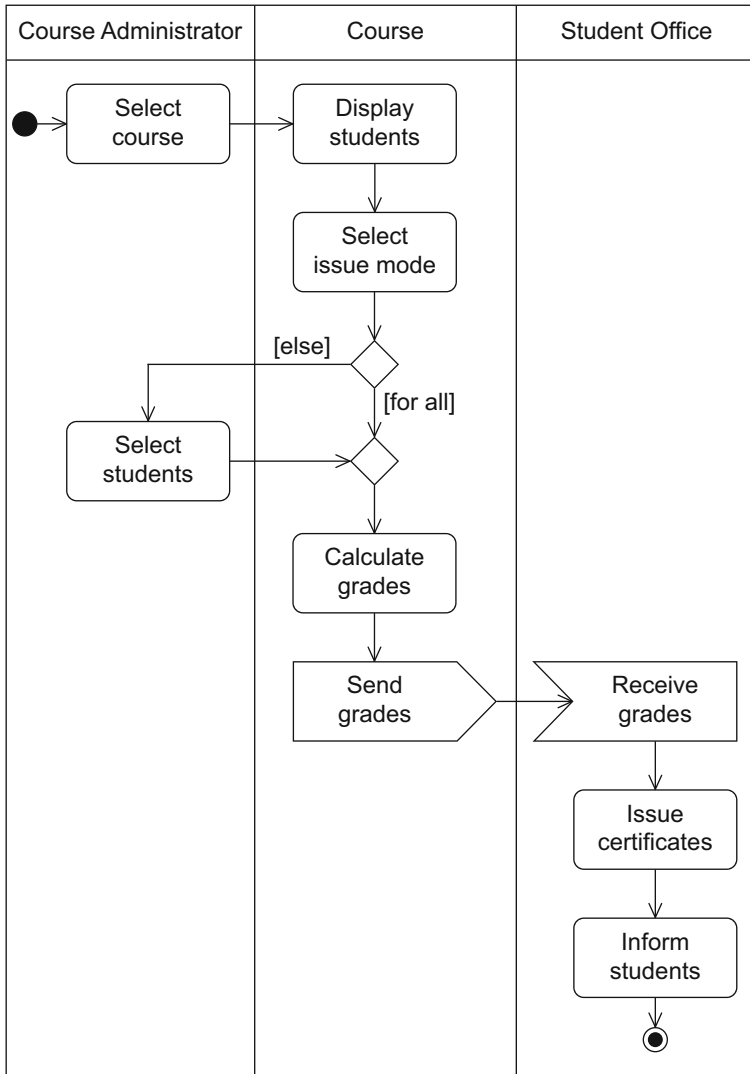 Course Administrator
Course
Student Office
Select
course
Display
students
Select
issue mode
[else]
[for all]
Select
students
Calculate
grades
Send
grades
Receive
grades
Issue
certificates
Inform
students